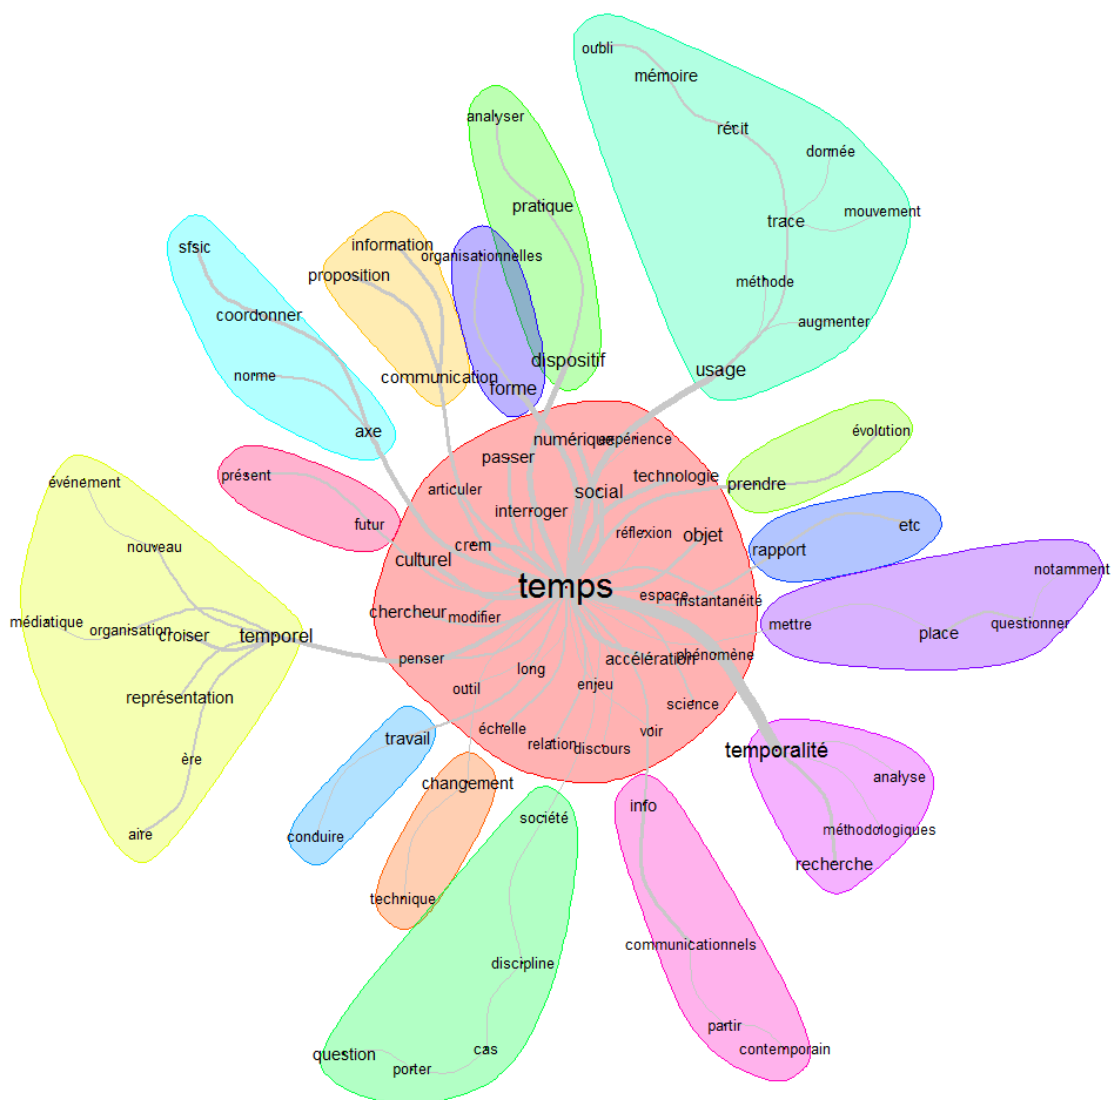 oubli
mémoire
récit
donnée
mouvement
trace
méthode
augmenter
usage
analyser
pratique
dispositif
organisationnelles
forme
information
proposition
communication
sfsic
coordonner
norme
axe
présent
futur
évolution
prendre
etc
rapport
notamment
questionner
place
mettre
numérique
expérience
passer
technologie
articuler
social
interroger
réflexion
objet
crem
culturel
temps
espace
instantanéité
chercheur
modifier
penser
long
accélération
phénomène
outil
enjeu
science
échelle
relation
discours
voir
événement
nouveau
médiatique
organisation
croiser
temporel
représentation
ère
aire
travail
conduire
changement
technique
société
discipline
cas
porter
question
info
communicationnels
partir
contemporain
temporalité
analyse
méthodologiques
recherche